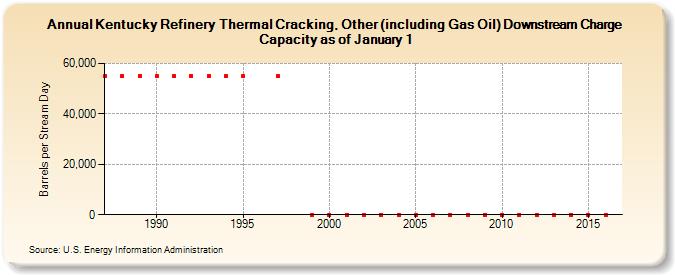 Annual Kentucky Refinery Thermal Cracking, Other (including Gas Oil) Downstream Charge
Capacity as of January 1
Barrels per Stream Day
60,000
40,000
20,000
0
1990 1995 2000 2005 2010 2015
Source: U.S. Energy Information Administration